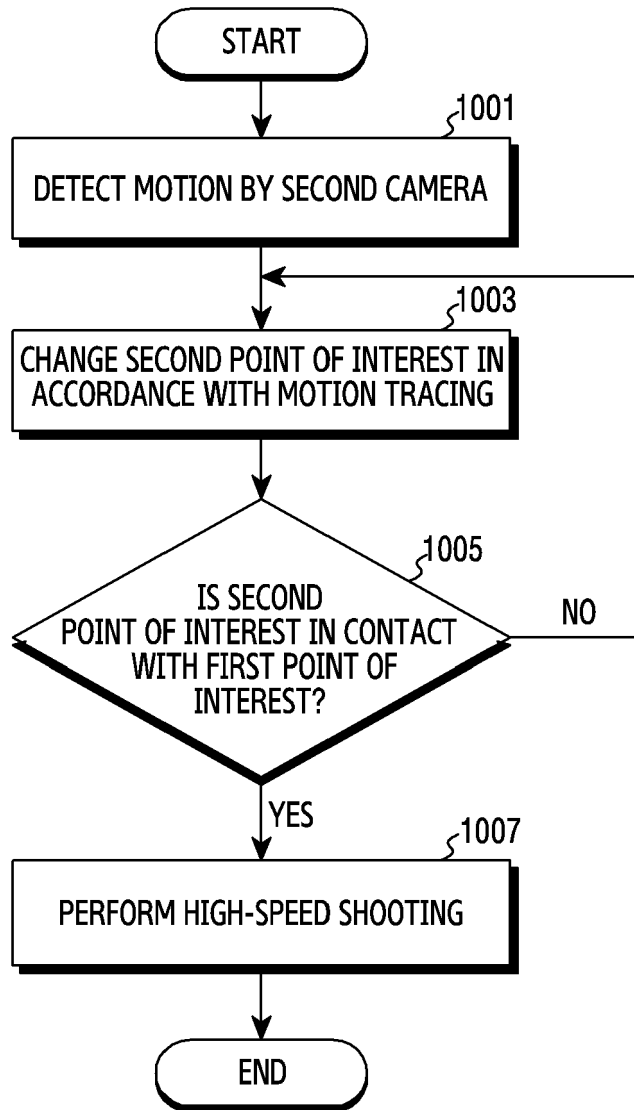 START
1001
DETECT MOTION BY SECOND CAMERA
1003
CHANGE SECOND POINT OF INTEREST IN
ACCORDANCE WITH MOTION TRACING
1005
IS SECOND
POINT OF INTEREST IN CONTACT
WITH FIRST POINT OF
INTEREST?
NO
YES
1007
PERFORM HIGH-SPEED SHOOTING
END